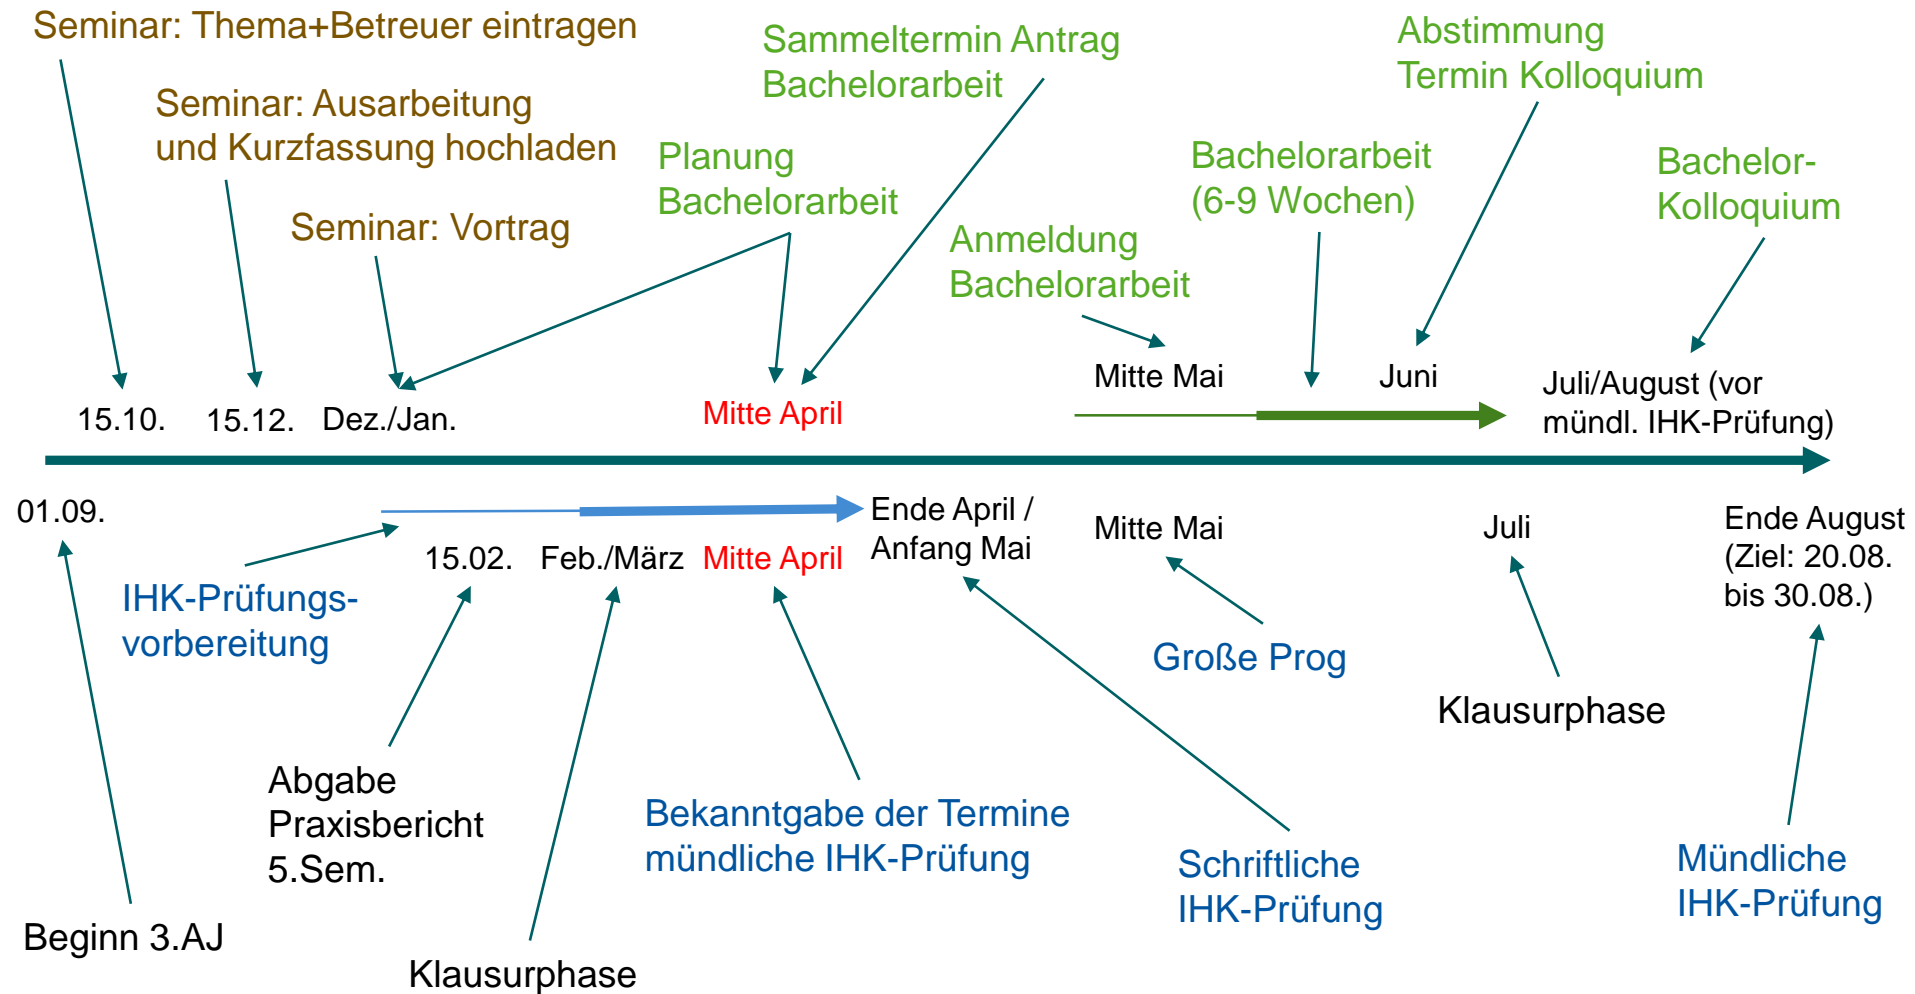 Seminar: Thema+Betreuer eintragen
Seminar: Ausarbeitung
und Kurzfassung hochladen
Seminar: Vortrag
Sammeltermin Antrag
Bachelorarbeit
Planung
Bachelorarbeit
Abstimmung
Termin Kolloquium
Bachelorarbeit
(6-9 Wochen)
Bachelor-
Kolloquium
Anmeldung
Bachelorarbeit
15.10.
15.12.
Dez./Jan.
Mitte April
Mitte Mai
Juni
Juli/August (vor
mündl. IHK-Prüfung)
01.09.
15.02.
Feb./März
Mitte April
Ende April /
Anfang Mai
Mitte Mai
Juli
Ende August
(Ziel: 20.08.
bis 30.08.)
IHK-Prüfungs-
vorbereitung
Große Prog
Klausurphase
Abgabe
Praxisbericht
5.Sem.
Bekanntgabe der Termine
mündliche IHK-Prüfung
Schriftliche
IHK-Prüfung
Mündliche
IHK-Prüfung
Beginn 3.AJ
Klausurphase